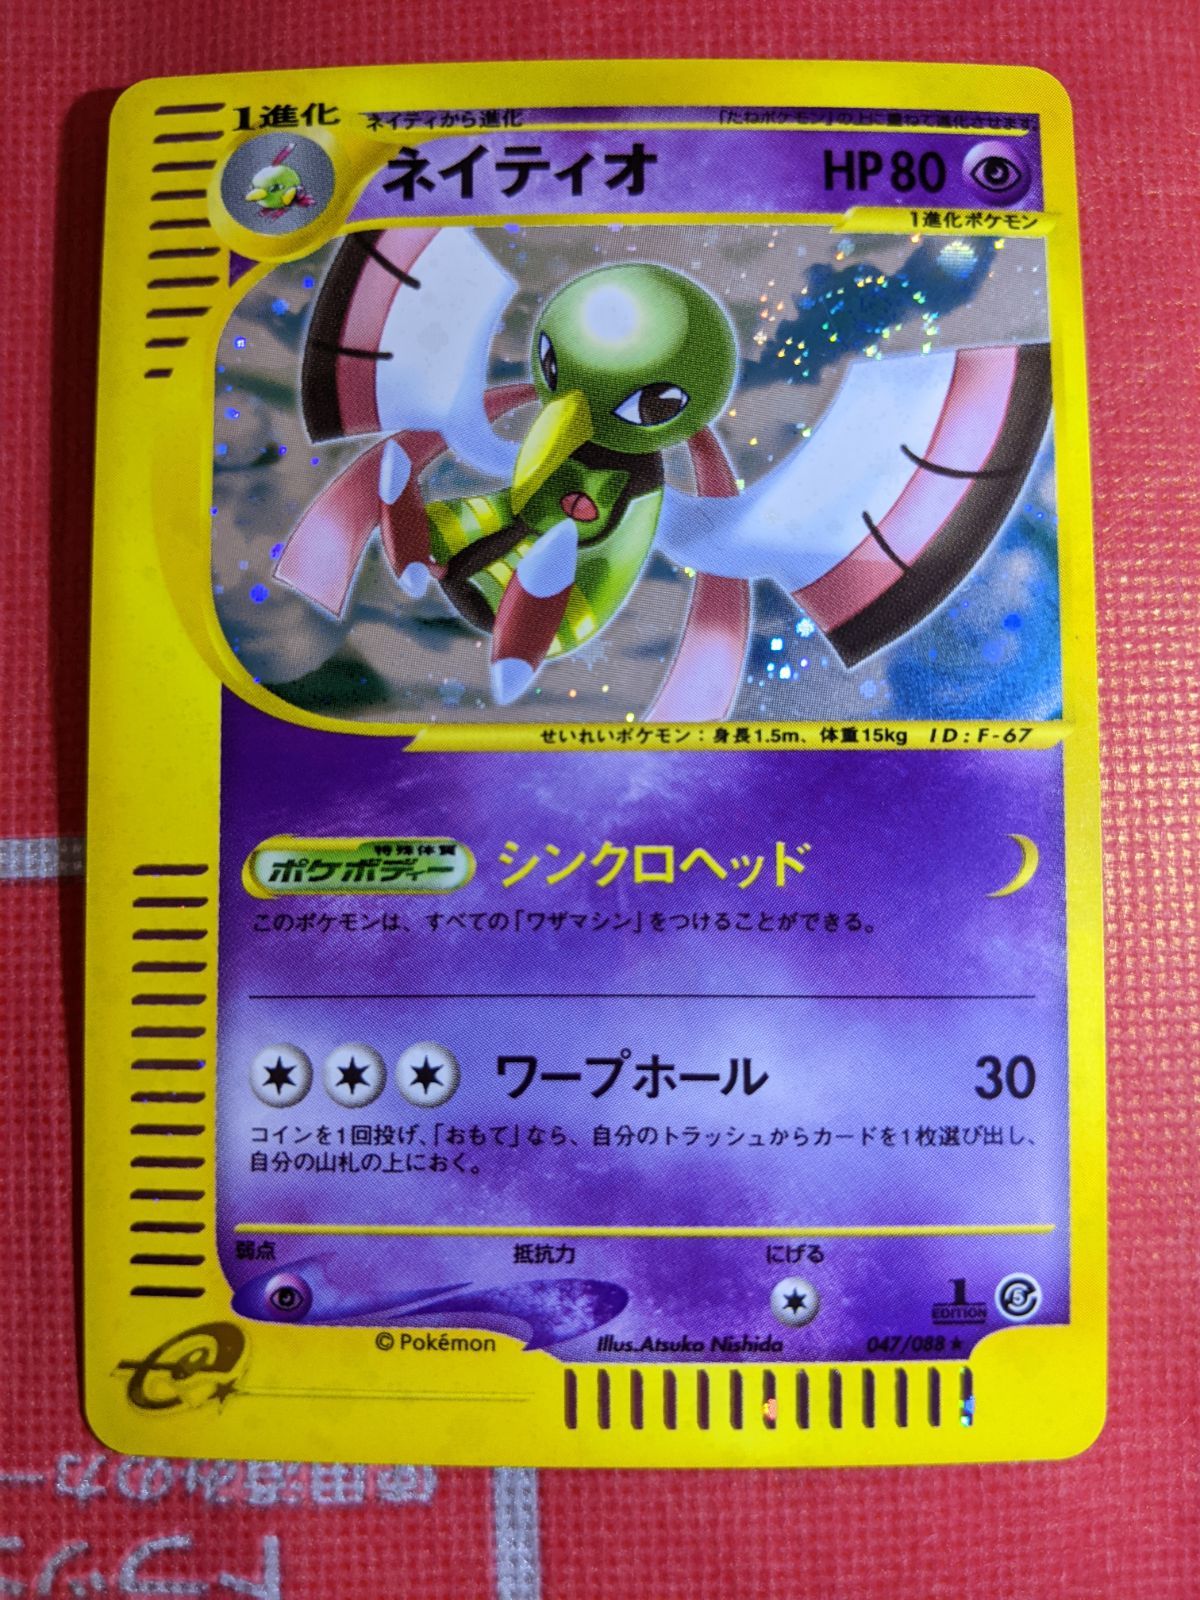 1進化 ネイティから進化 「たねポケモン」の上に重ねて進化させます。
ネイティオ HP80
1進化ポケモン
せいれいポケモン：身長1.5m、体重15kg ID：F-67
特殊体質
ポケボディー シンクロヘッド
このポケモンは、すべての「ワザマシン」をつけることができる。
ワープホール 30
コインを1回投げ、「おもて」なら、自分のトラッシュからカードを1枚選び出し、
自分の山札の上におく。
弱点 抵抗力 にげる
1 EDITION 5
© Pokémon Illus. Atsuko Nishida 047/088 ★
e